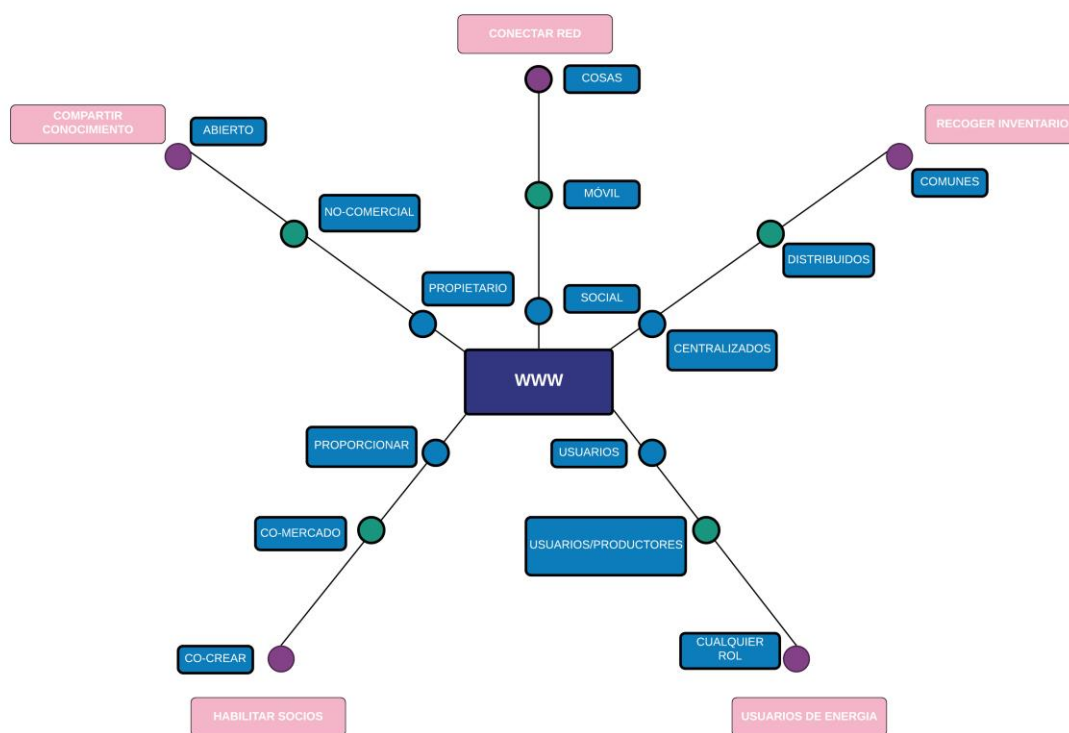 CONECTAR RED
COSAS
COMPARTIR
CONOCIMIENTO
ABIERTO
RECOGER INVENTARIO
COMUNES
MÓVIL
NO-COMERCIAL
DISTRIBUIDOS
PROPIETARIO
SOCIAL
CENTRALIZADOS
WWW
PROPORCIONAR
USUARIOS
CO-MERCADO
USUARIOS/PRODUCTORES
CO-CREAR
CUALQUIER
ROL
HABILITAR SOCIOS
USUARIOS DE ENERGIA